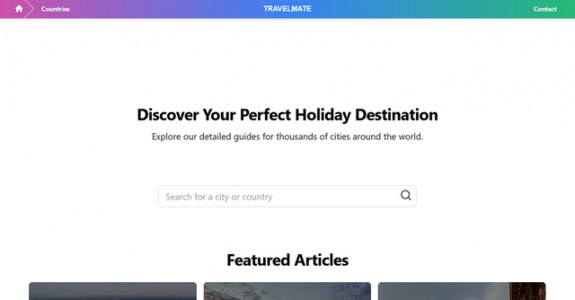 Countries
TRAVELMATE
Contact
Discover Your Perfect Holiday Destination
Explore our detailed guides for thousands of cities around the world.
Search for a city or country
Featured Articles